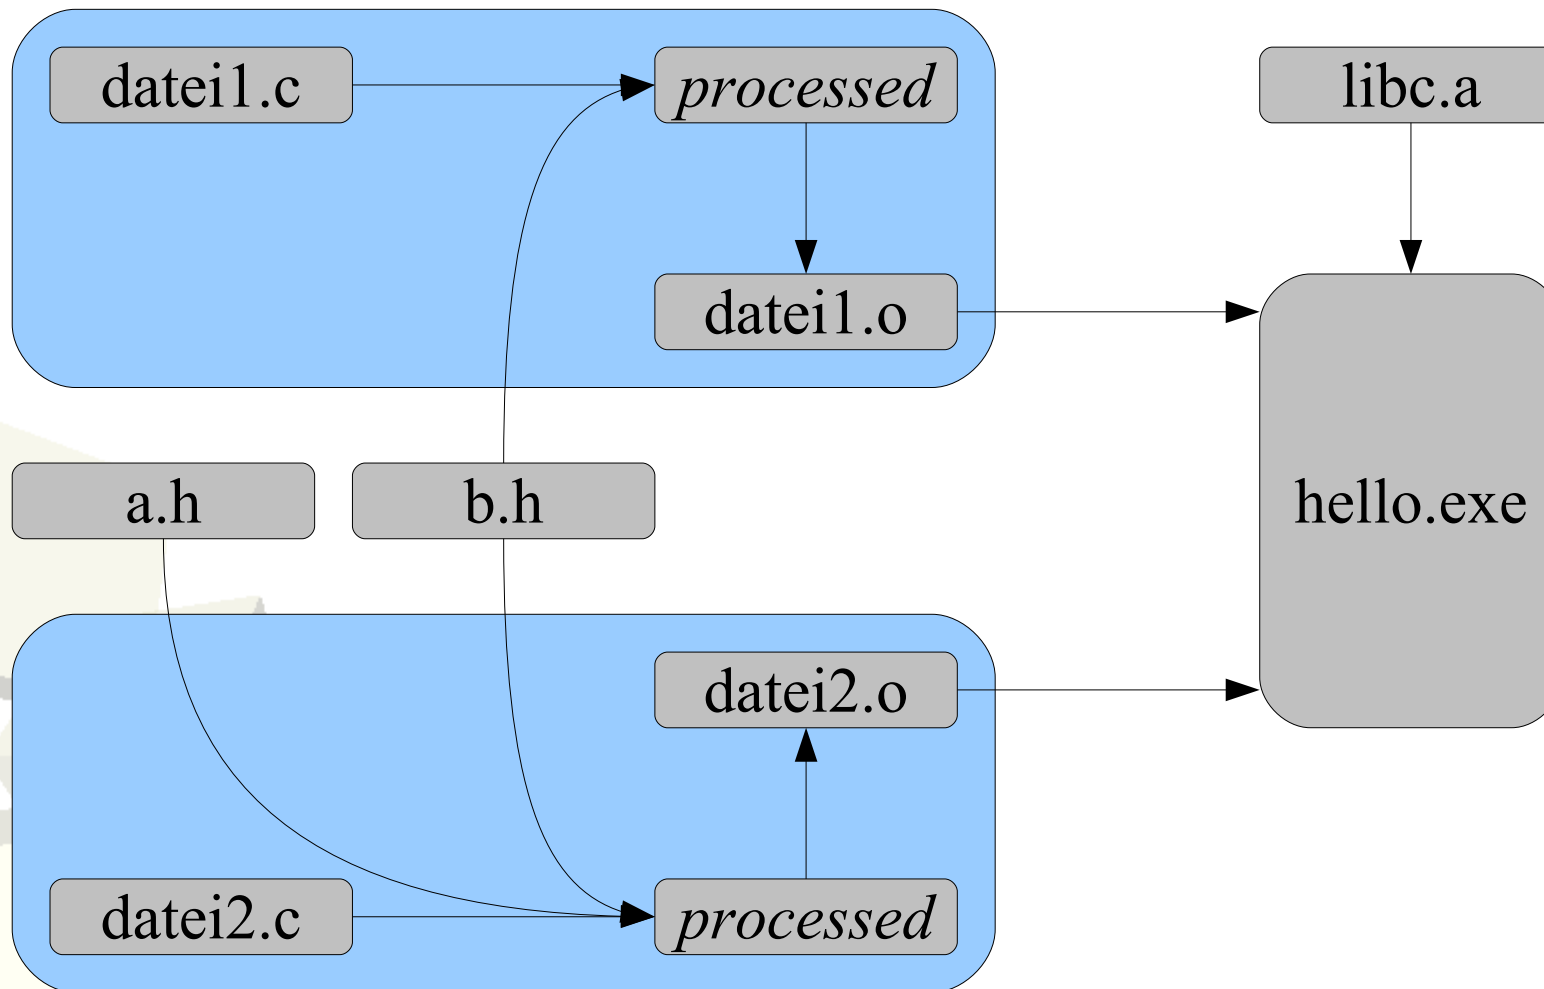 datei1.c
processed
libc.a
datei1.o
a.h
b.h
hello.exe
datei2.o
datei2.c
processed